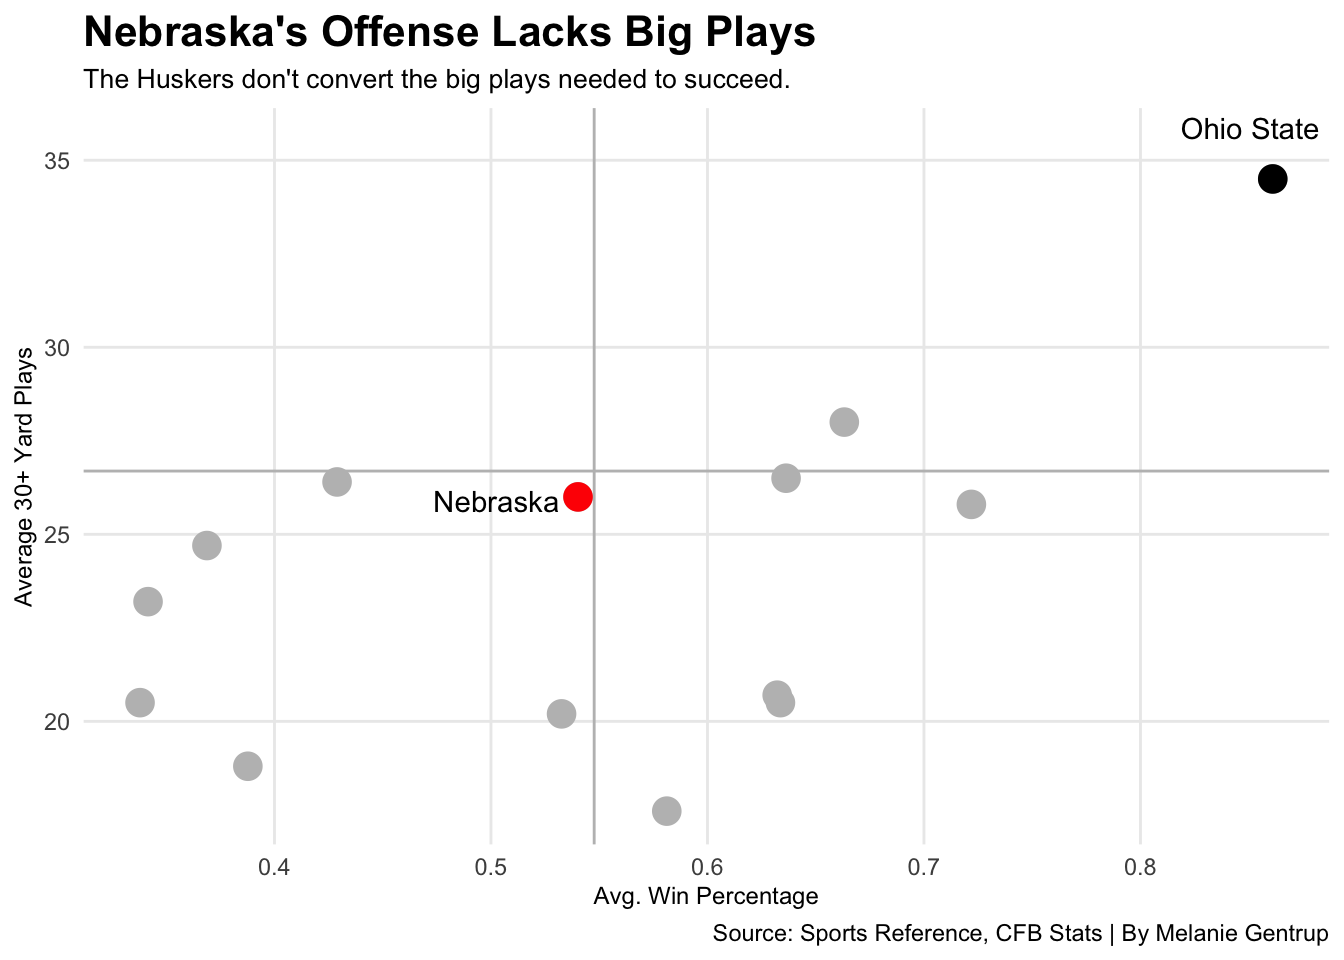 Nebraska's Offense Lacks Big Plays
The Huskers don't convert the big plays needed to succeed.
Ohio State
35
30
25
20
Average 30+ Yard Plays
Nebraska
0.4 0.5 0.6 0.7 0.8
Avg. Win Percentage
Source: Sports Reference, CFB Stats | By Melanie Gentrup